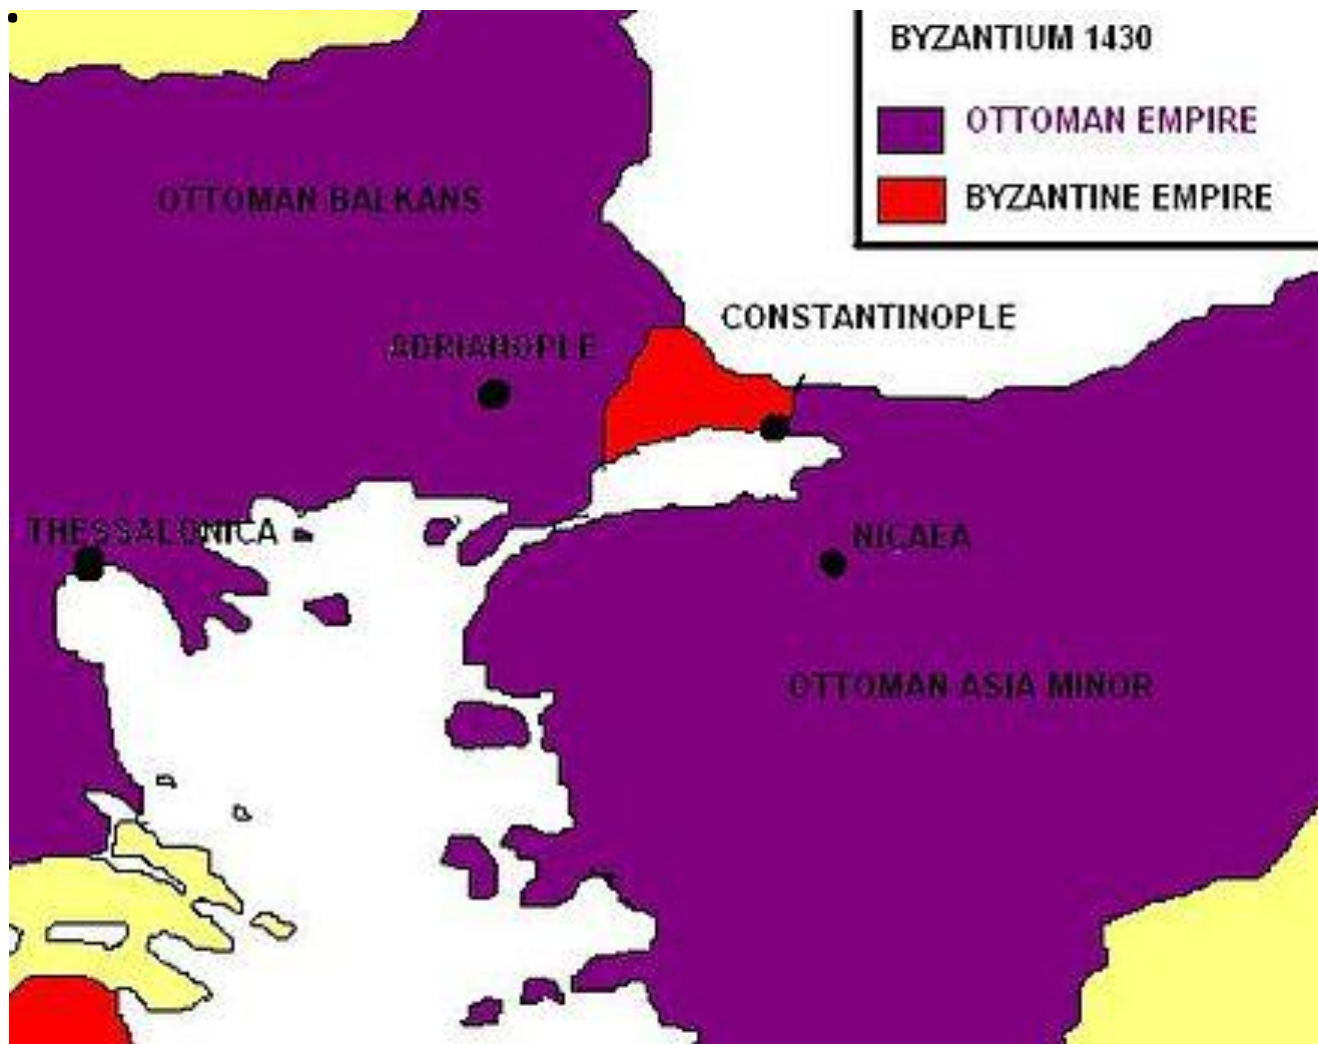 BYZANTIUM 1430
OTTOMAN EMPIRE
BYZANTINE EMPIRE
OTTOMAN BALKANS
CONSTANTINOPLE
ADRIANOPLE
THESSALONICA
NICAEA
OTTOMAN ASIA MINOR